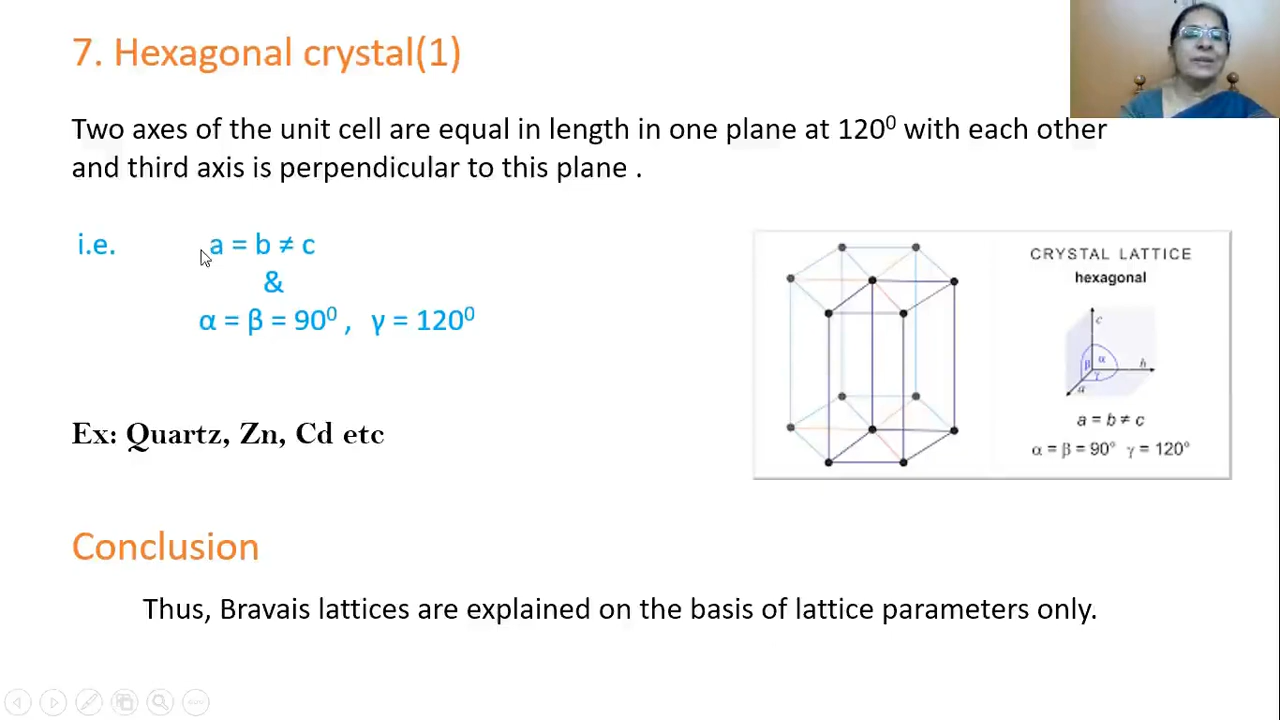 7. Hexagonal crystal(1)
Two axes of the unit cell are equal in length in one plane at 120⁰ with each other
and third axis is perpendicular to this plane .
i.e. a = b ≠ c
&
α = β = 90⁰ , γ = 120⁰
Ex: Quartz, Zn, Cd etc
CRYSTAL LATTICE
hexagonal
c
β α b
γ
a
a = b ≠ c
α = β = 90° γ = 120°
Conclusion
Thus, Bravais lattices are explained on the basis of lattice parameters only.